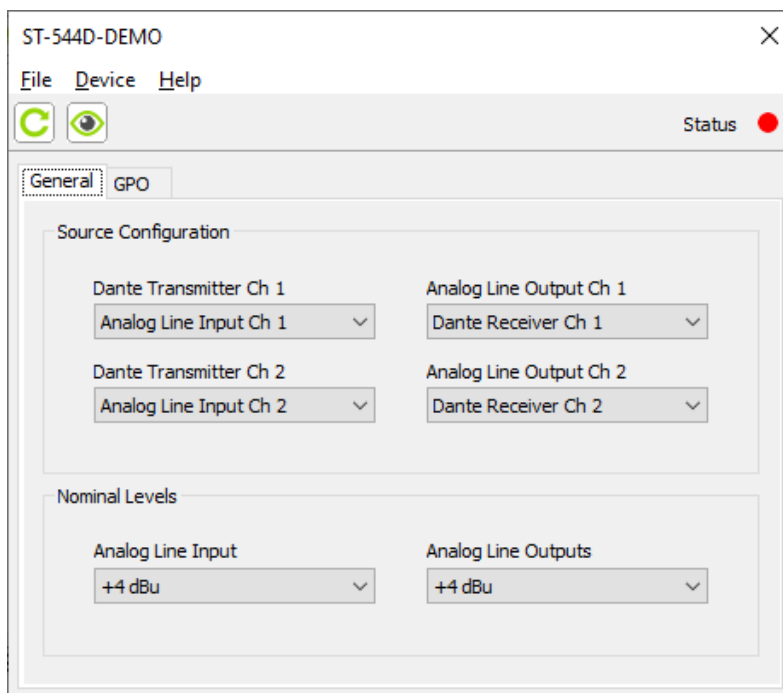 ST-544D-DEMO
File Device Help
Status
General GPO
Source Configuration
Dante Transmitter Ch 1
Analog Line Output Ch 1
Analog Line Input Ch 1
Dante Receiver Ch 1
Dante Transmitter Ch 2
Analog Line Output Ch 2
Analog Line Input Ch 2
Dante Receiver Ch 2
Nominal Levels
Analog Line Input
Analog Line Outputs
+4 dBu
+4 dBu